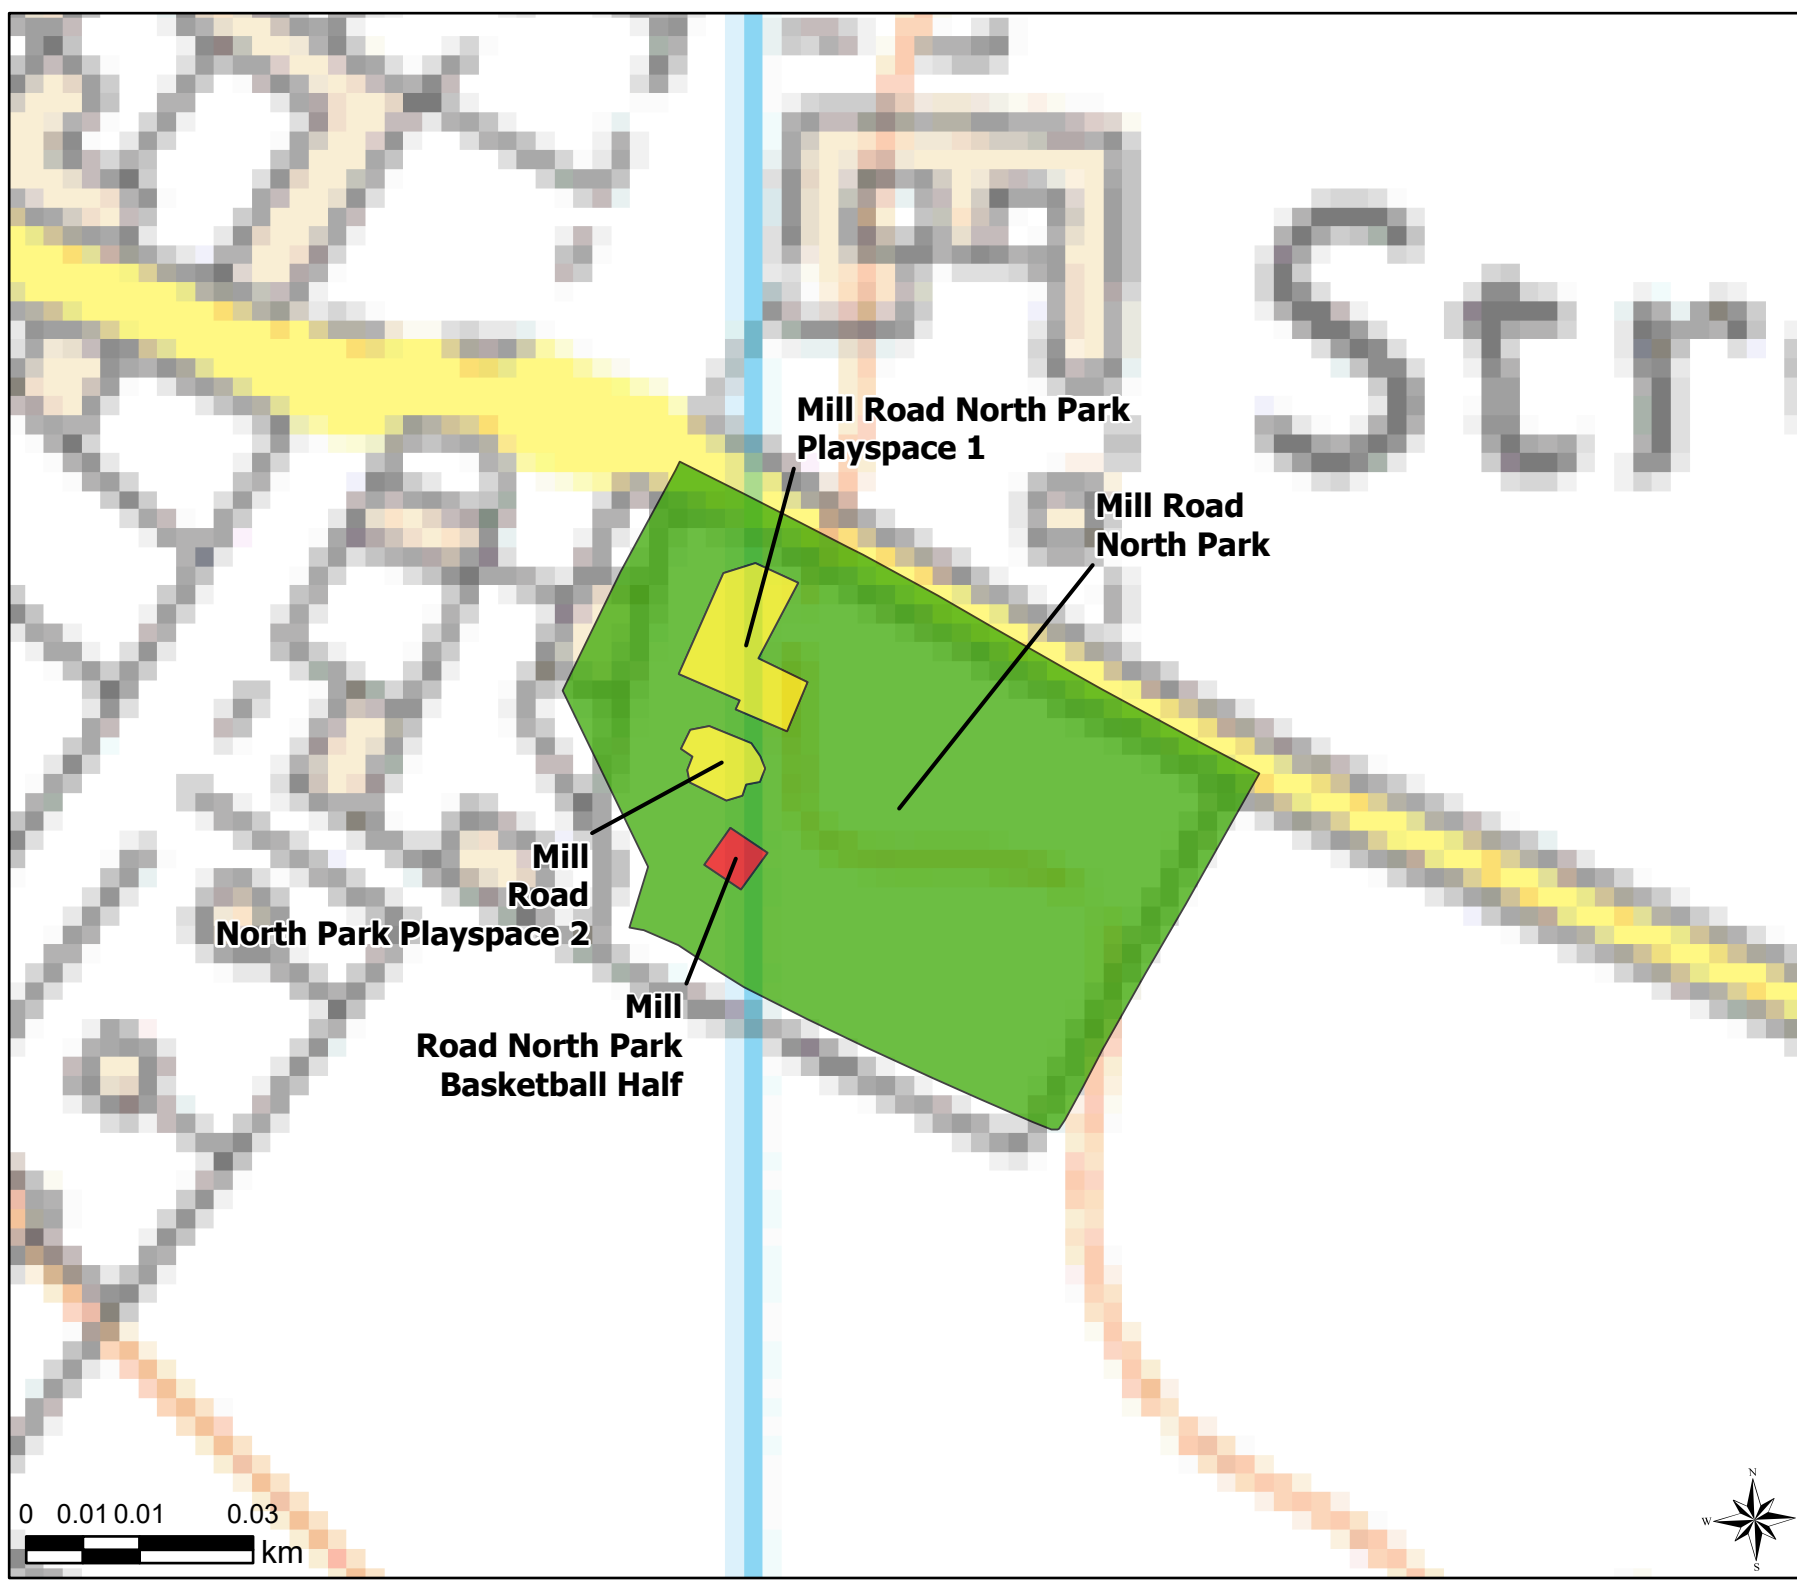 Str
Mill Road North Park
Playspace 1
Mill Road
North Park
Mill
Road
North Park Playspace 2
Mill
Road North Park
Basketball Half
0 0.01 0.01 0.03
km
N
W
S